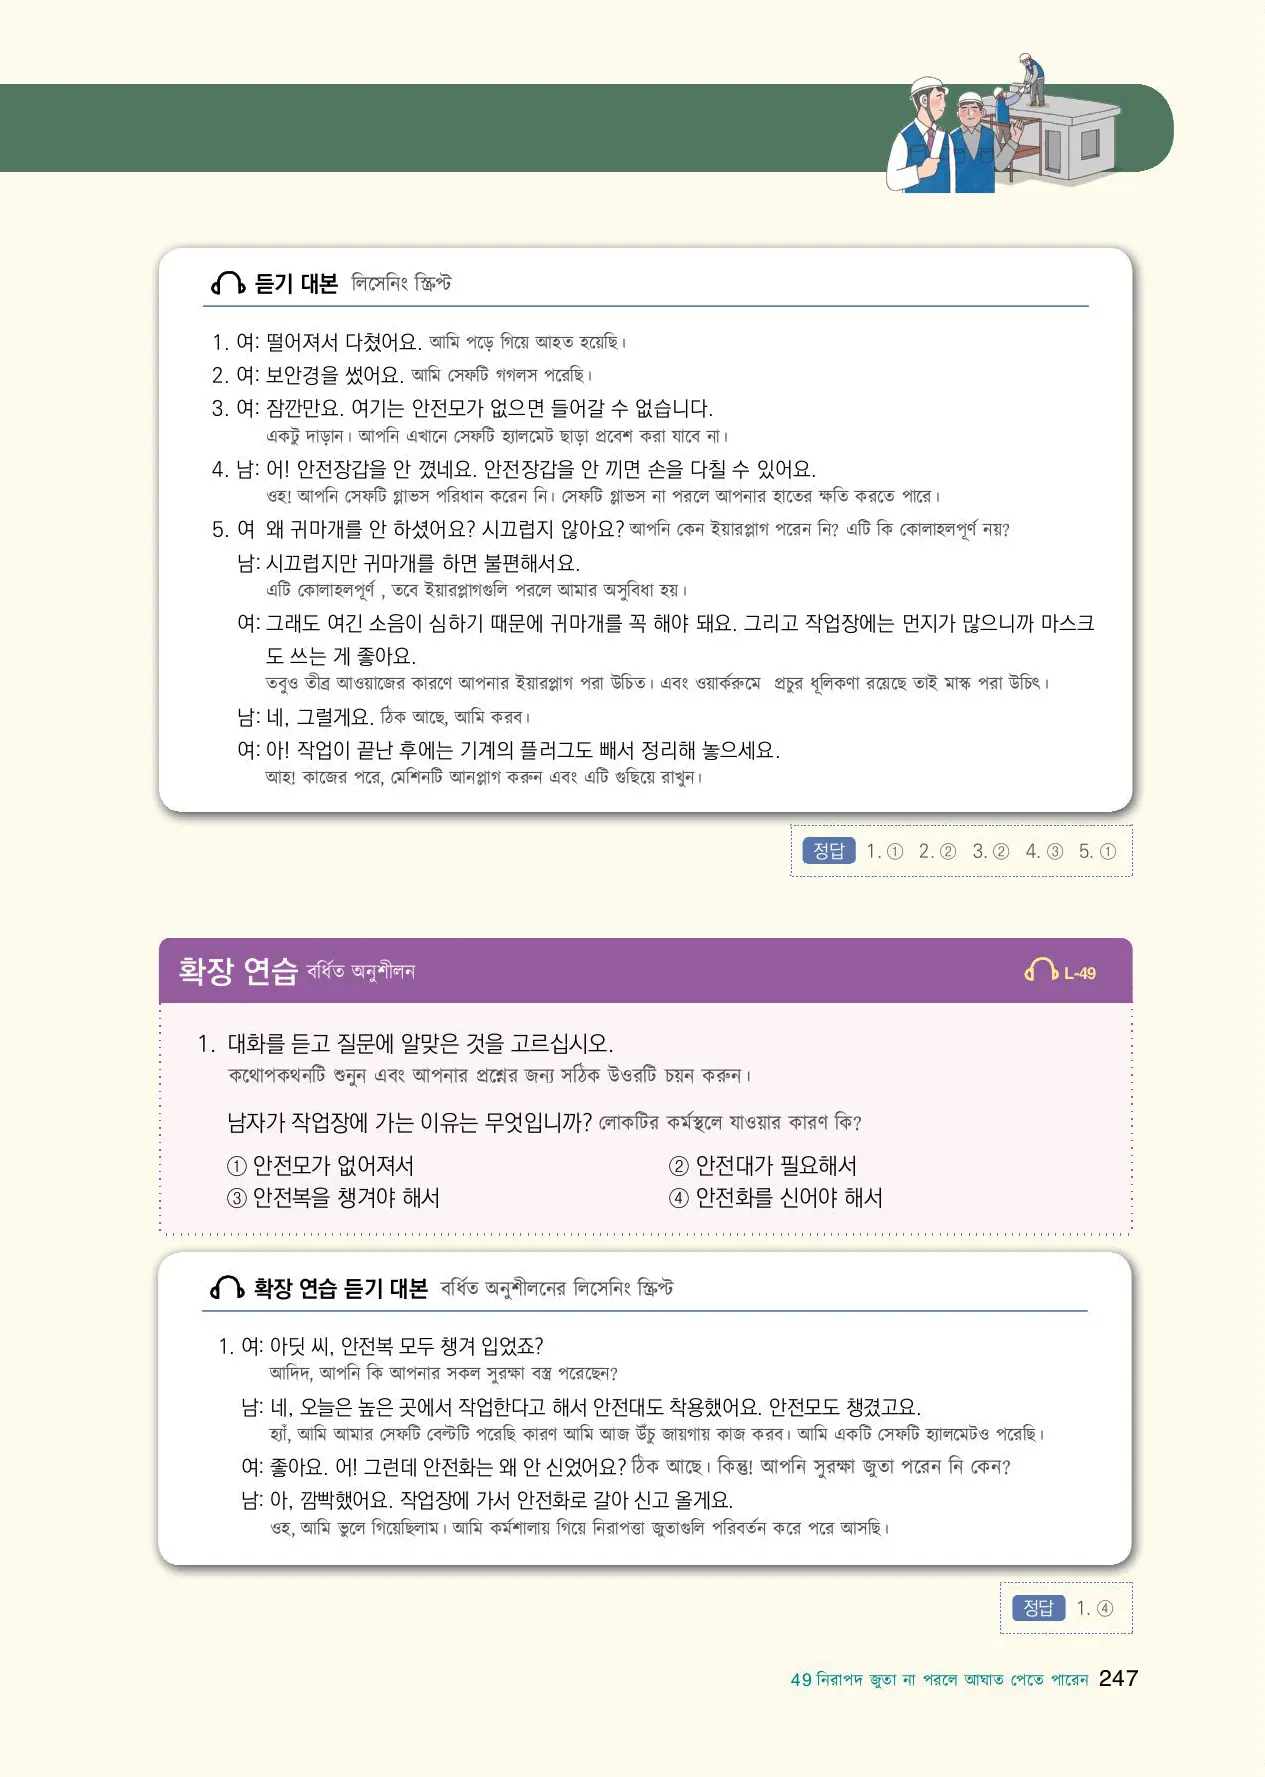 듣기 대본 লিসেনিং স্ক্রিপ্ট
1. 여: 떨어져서 다쳤어요. আমি পড়ে গিয়ে আহত হয়েছি।
2. 여: 보안경을 썼어요. আমি সেফটি গগলস পরেছি।
3. 여: 잠깐만요. 여기는 안전모가 없으면 들어갈 수 없습니다.
একটু দাড়ান। আপনি এখানে সেফটি হ্যালমেট ছাড়া প্রবেশ করা যাবে না।
4. 남: 어! 안전장갑을 안 꼈네요. 안전장갑을 안 끼면 손을 다칠 수 있어요.
ওহ! আপনি সেফটি গ্লাভস পরিধান করেন নি। সেফটি গ্লাভস না পরলে আপনার হাতের ক্ষতি করতে পারে।
5. 여 왜 귀마개를 안 하셨어요? 시끄럽지 않아요? আপনি কেন ইয়ারপ্লাগ পরেন নি? এটি কি কোলাহলপূর্ণ নয়?
남: 시끄럽지만 귀마개를 하면 불편해서요.
এটি কোলাহলপূর্ণ , তবে ইয়ারপ্লাগগুলি পরলে আমার অসুবিধা হয়।
여: 그래도 여긴 소음이 심하기 때문에 귀마개를 꼭 해야 돼요. 그리고 작업장에는 먼지가 많으니까 마스크
도 쓰는 게 좋아요.
তবুও তীব্র আওয়াজের কারণে আপনার ইয়ারপ্লাগ পরা উচিত। এবং ওয়ার্করুমে প্রচুর ধূলিকণা রয়েছে তাই মাস্ক পরা উচিৎ।
남: 네, 그럴게요. ঠিক আছে, আমি করব।
여: 아! 작업이 끝난 후에는 기계의 플러그도 빼서 정리해 놓으세요.
আহ! কাজের পরে, মেশিনটি আনপ্লাগ করুন এবং এটি গুছিয়ে রাখুন।
정답 1. ① 2. ② 3. ② 4. ③ 5. ①
확장 연습 বর্ধিত অনুশীলন L-49
1. 대화를 듣고 질문에 알맞은 것을 고르십시오.
কথোপকথনটি শুনুন এবং আপনার প্রশ্নের জন্য সঠিক উওরটি চয়ন করুন।
남자가 작업장에 가는 이유는 무엇입니까? লোকটির কর্মস্থলে যাওয়ার কারণ কি?
① 안전모가 없어져서 ② 안전대가 필요해서
③ 안전복을 챙겨야 해서 ④ 안전화를 신어야 해서
확장 연습 듣기 대본 বর্ধিত অনুশীলনের লিসেনিং স্ক্রিপ্ট
1. 여: 아딧 씨, 안전복 모두 챙겨 입었죠?
আদিদ, আপনি কি আপনার সকল সুরক্ষা বস্ত্র পরেছেন?
남: 네, 오늘은 높은 곳에서 작업한다고 해서 안전대도 착용했어요. 안전모도 챙겼고요.
হ্যাঁ, আমি আমার সেফটি বেল্টটি পরেছি কারণ আমি আজ উঁচু জায়গায় কাজ করব। আমি একটি সেফটি হ্যালমেটও পরেছি।
여: 좋아요. 어! 그런데 안전화는 왜 안 신었어요? ঠিক আছে। কিন্তু! আপনি সুরক্ষা জুতা পরেন নি কেন?
남: 아, 깜빡했어요. 작업장에 가서 안전화로 갈아 신고 올게요.
ওহ, আমি ভুলে গিয়েছিলাম। আমি কর্মশালায় গিয়ে নিরাপত্তা জুতাগুলি পরিবর্তন করে পরে আসছি।
정답 1. ④
49 নিরাপদ জুতা না পরলে আঘাত পেতে পারেন 247